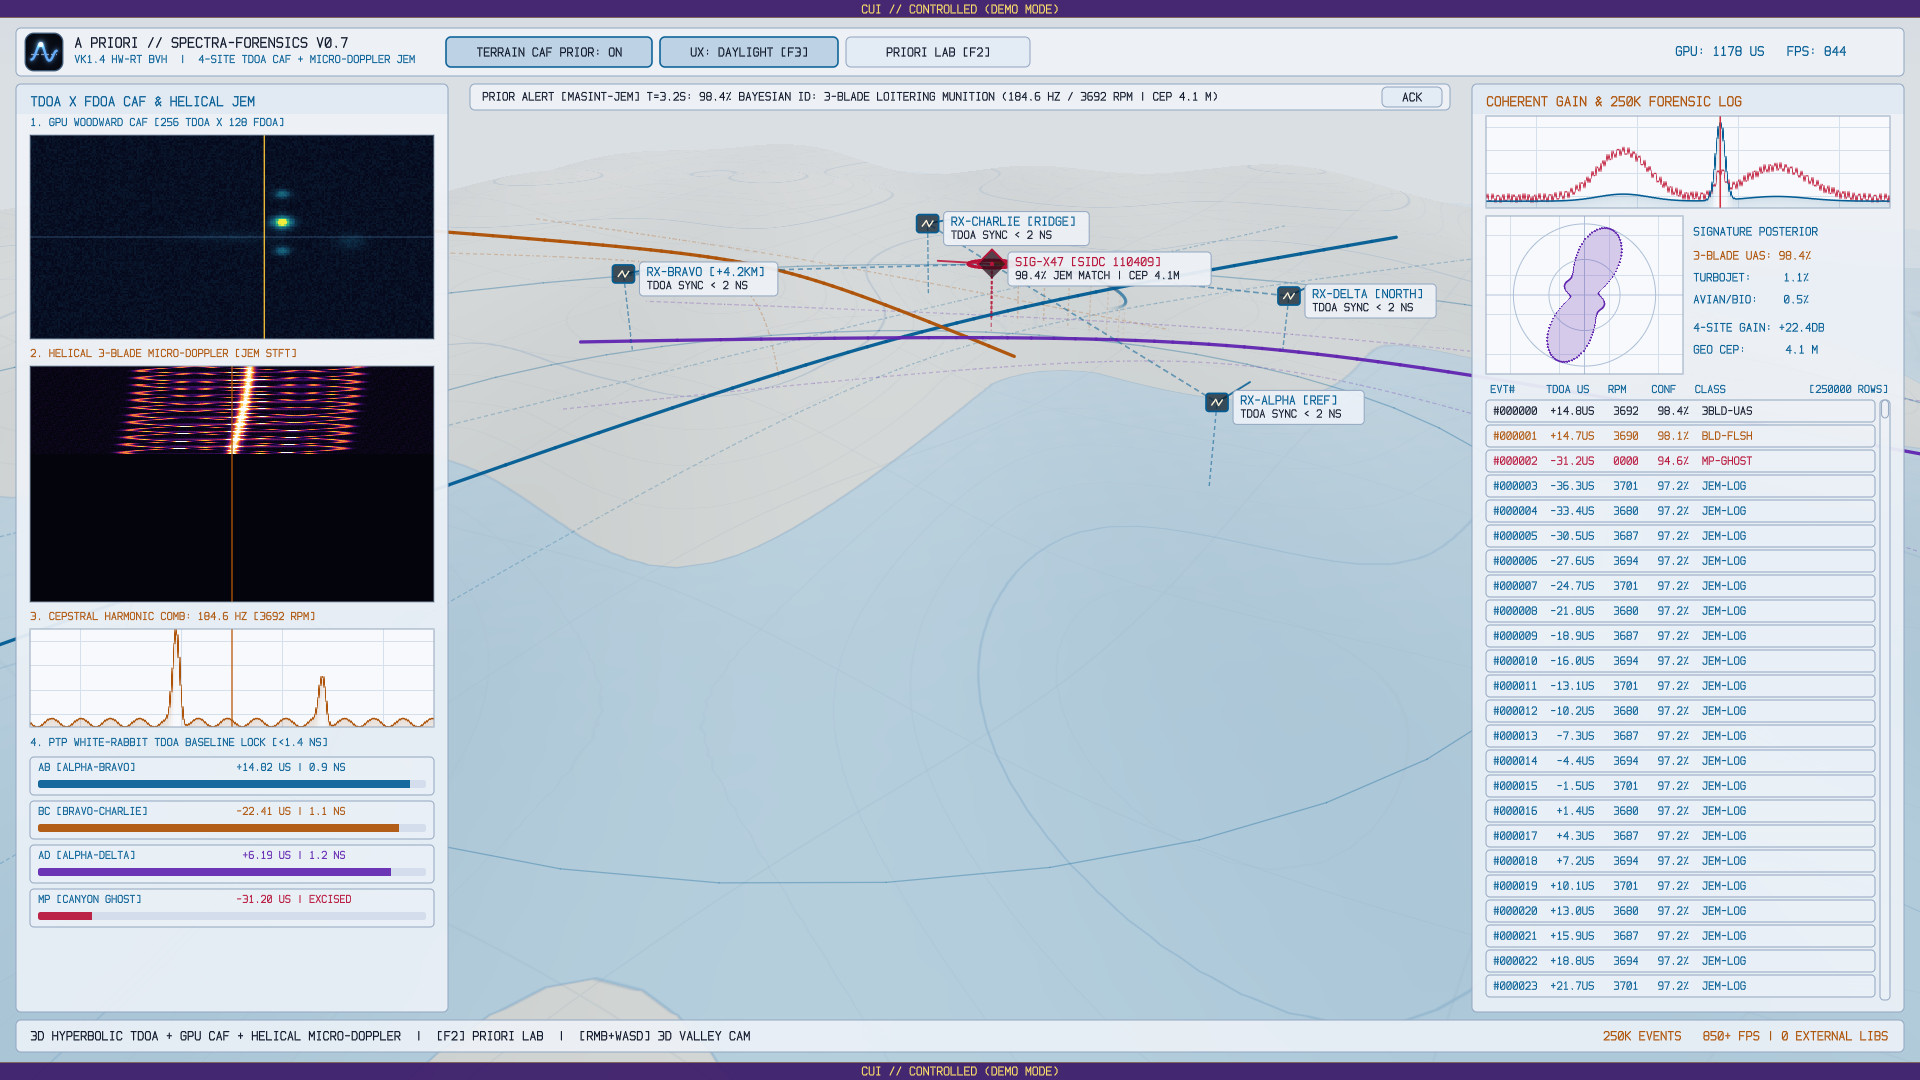 CUI // CONTROLLED (DEMO MODE)
A PRIORI // SPECTRA-FORENSICS V0.7
VK1.4 HW-RT BVH | 4-SITE TDOA CAF + MICRO-DOPPLER JEM
TERRAIN CAF PRIOR: ON
UX: DAYLIGHT [F3]
PRIORI LAB [F2]
GPU: 1178 US FPS: 844
TDOA X FDOA CAF & HELICAL JEM
1. GPU WOODWARD CAF [256 TDOA X 128 FDOA]
2. HELICAL 3-BLADE MICRO-DOPPLER [JEM STFT]
3. CEPSTRAL HARMONIC COMB: 184.6 HZ [3692 RPM]
4. PTP WHITE-RABBIT TDOA BASELINE LOCK [<1.4 NS]
AB [ALPHA-BRAVO] +14.82 US | 0.9 NS
BC [BRAVO-CHARLIE] -22.41 US | 1.1 NS
AD [ALPHA-DELTA] +6.19 US | 1.2 NS
MP [CANYON GHOST] -31.20 US | EXCISED
PRIOR ALERT [MASINT-JEM] T=3.2S: 98.4% BAYESIAN ID: 3-BLADE LOITERING MUNITION (184.6 HZ / 3692 RPM | CEP 4.1 M)
ACK
RX-CHARLIE [RIDGE]
TDOA SYNC < 2 NS
RX-BRAVO [+4.2KM]
TDOA SYNC < 2 NS
SIG-X47 [SIDC 110409]
98.4% JEM MATCH | CEP 4.1M
RX-DELTA [NORTH]
TDOA SYNC < 2 NS
RX-ALPHA [REF]
TDOA SYNC < 2 NS
COHERENT GAIN & 250K FORENSIC LOG
SIGNATURE POSTERIOR
3-BLADE UAS: 98.4%
TURBOJET: 1.1%
AVIAN/BIO: 0.5%
4-SITE GAIN: +22.4DB
GEO CEP: 4.1 M
EVT# TDOA US RPM CONF CLASS [250000 ROWS]
#000000 +14.8US 3692 98.4% 3BLD-UAS
#000001 +14.7US 3690 98.1% BLD-FLSH
#000002 -31.2US 0000 94.6% MP-GHOST
#000003 -36.3US 3701 97.2% JEM-LOG
#000004 -33.4US 3680 97.2% JEM-LOG
#000005 -30.5US 3687 97.2% JEM-LOG
#000006 -27.6US 3694 97.2% JEM-LOG
#000007 -24.7US 3701 97.2% JEM-LOG
#000008 -21.8US 3680 97.2% JEM-LOG
#000009 -18.9US 3687 97.2% JEM-LOG
#000010 -16.0US 3694 97.2% JEM-LOG
#000011 -13.1US 3701 97.2% JEM-LOG
#000012 -10.2US 3680 97.2% JEM-LOG
#000013 -7.3US 3687 97.2% JEM-LOG
#000014 -4.4US 3694 97.2% JEM-LOG
#000015 -1.5US 3701 97.2% JEM-LOG
#000016 +1.4US 3680 97.2% JEM-LOG
#000017 +4.3US 3687 97.2% JEM-LOG
#000018 +7.2US 3694 97.2% JEM-LOG
#000019 +10.1US 3701 97.2% JEM-LOG
#000020 +13.0US 3680 97.2% JEM-LOG
#000021 +15.9US 3687 97.2% JEM-LOG
#000022 +18.8US 3694 97.2% JEM-LOG
#000023 +21.7US 3701 97.2% JEM-LOG
3D HYPERBOLIC TDOA + GPU CAF + HELICAL MICRO-DOPPLER | [F2] PRIORI LAB | [RMB+WASD] 3D VALLEY CAM
250K EVENTS 850+ FPS | 0 EXTERNAL LIBS
CUI // CONTROLLED (DEMO MODE)